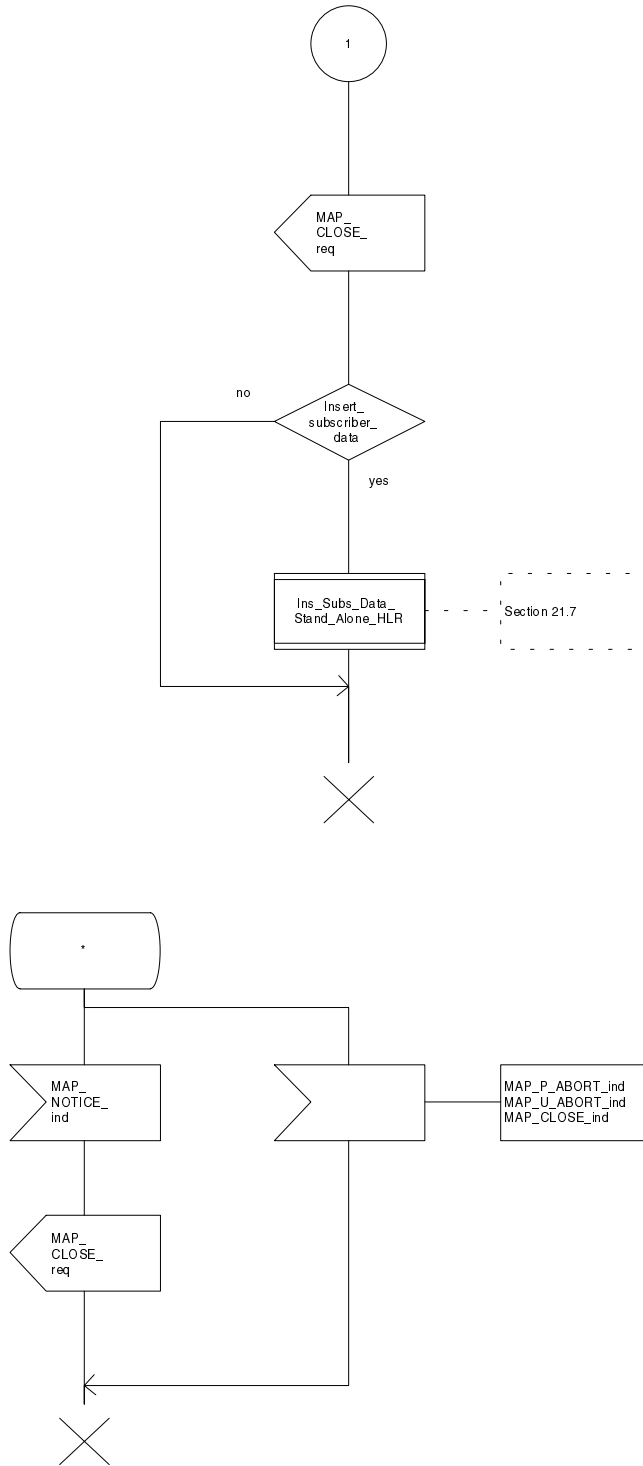 1
MAP_
CLOSE_
req
no
Insert_
subscriber_
data
yes
Ins_Subs_Data_
Stand_Alone_HLR
Section 21.7
*
MAP_
NOTICE_
ind
MAP_P_ABORT_ind
MAP_U_ABORT_ind
MAP_CLOSE_ind
MAP_
CLOSE_
req